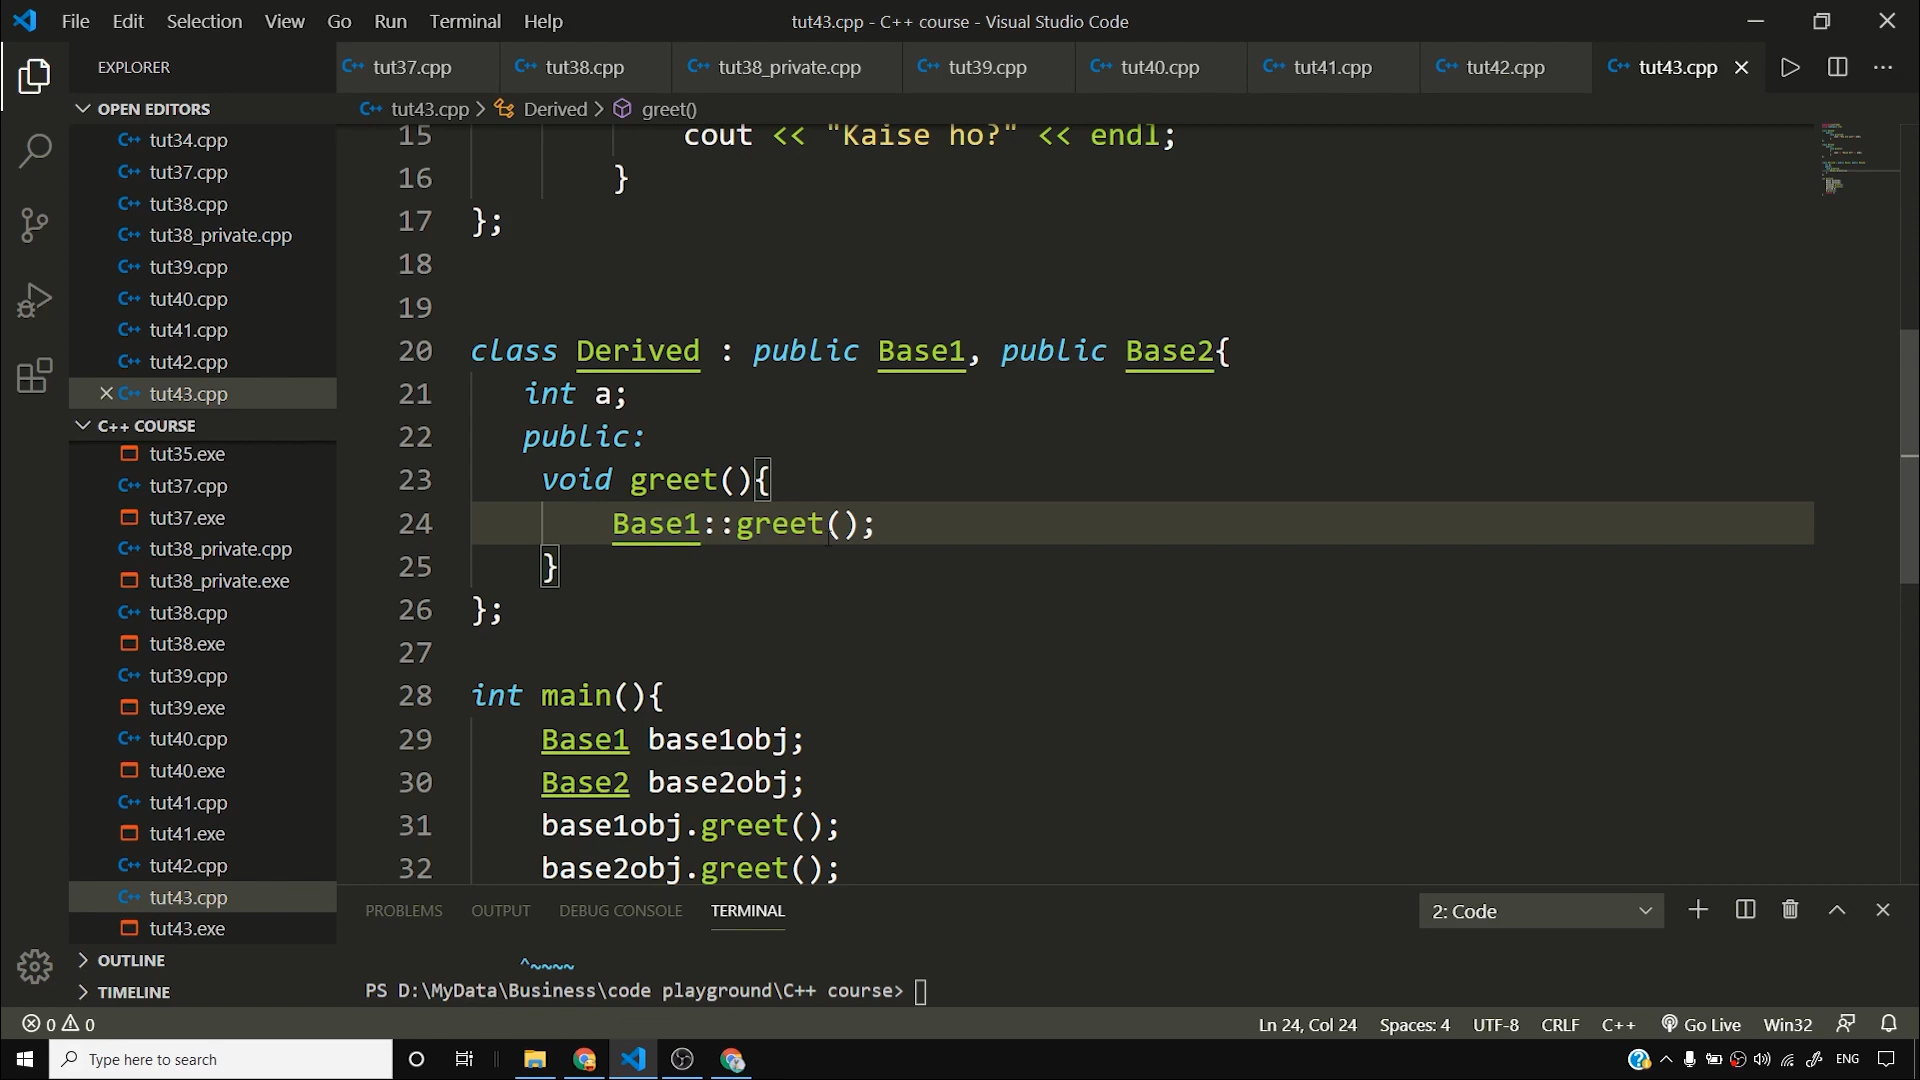 File Edit Selection View Go Run Terminal Help
tut43.cpp - C++ course - Visual Studio Code
EXPLORER
tut37.cpp tut38.cpp tut38_private.cpp tut39.cpp tut40.cpp tut41.cpp tut42.cpp tut43.cpp
tut43.cpp > Derived > greet()
OPEN EDITORS
tut34.cpp
tut37.cpp
tut38.cpp
tut38_private.cpp
tut39.cpp
tut40.cpp
tut41.cpp
tut42.cpp
tut43.cpp
C++ COURSE
tut35.exe
tut37.cpp
tut37.exe
tut38_private.cpp
tut38_private.exe
tut38.cpp
tut38.exe
tut39.cpp
tut39.exe
tut40.cpp
tut40.exe
tut41.cpp
tut41.exe
tut42.cpp
tut43.cpp
tut43.exe
OUTLINE
TIMELINE
15 cout << "Kaise ho?" << endl;
16 }
17 };
18
19
20 class Derived : public Base1, public Base2{
21 int a;
22 public:
23 void greet(){
24 Base1::greet();
25 }
26 };
27
28 int main(){
29 Base1 base1obj;
30 Base2 base2obj;
31 base1obj.greet();
32 base2obj.greet();
PROBLEMS OUTPUT DEBUG CONSOLE TERMINAL
2: Code
^~~~~
PS D:\MyData\Business\code playground\C++ course>
0 0
Ln 24, Col 24 Spaces: 4 UTF-8 CRLF C++ Go Live Win32
Type here to search
ENG